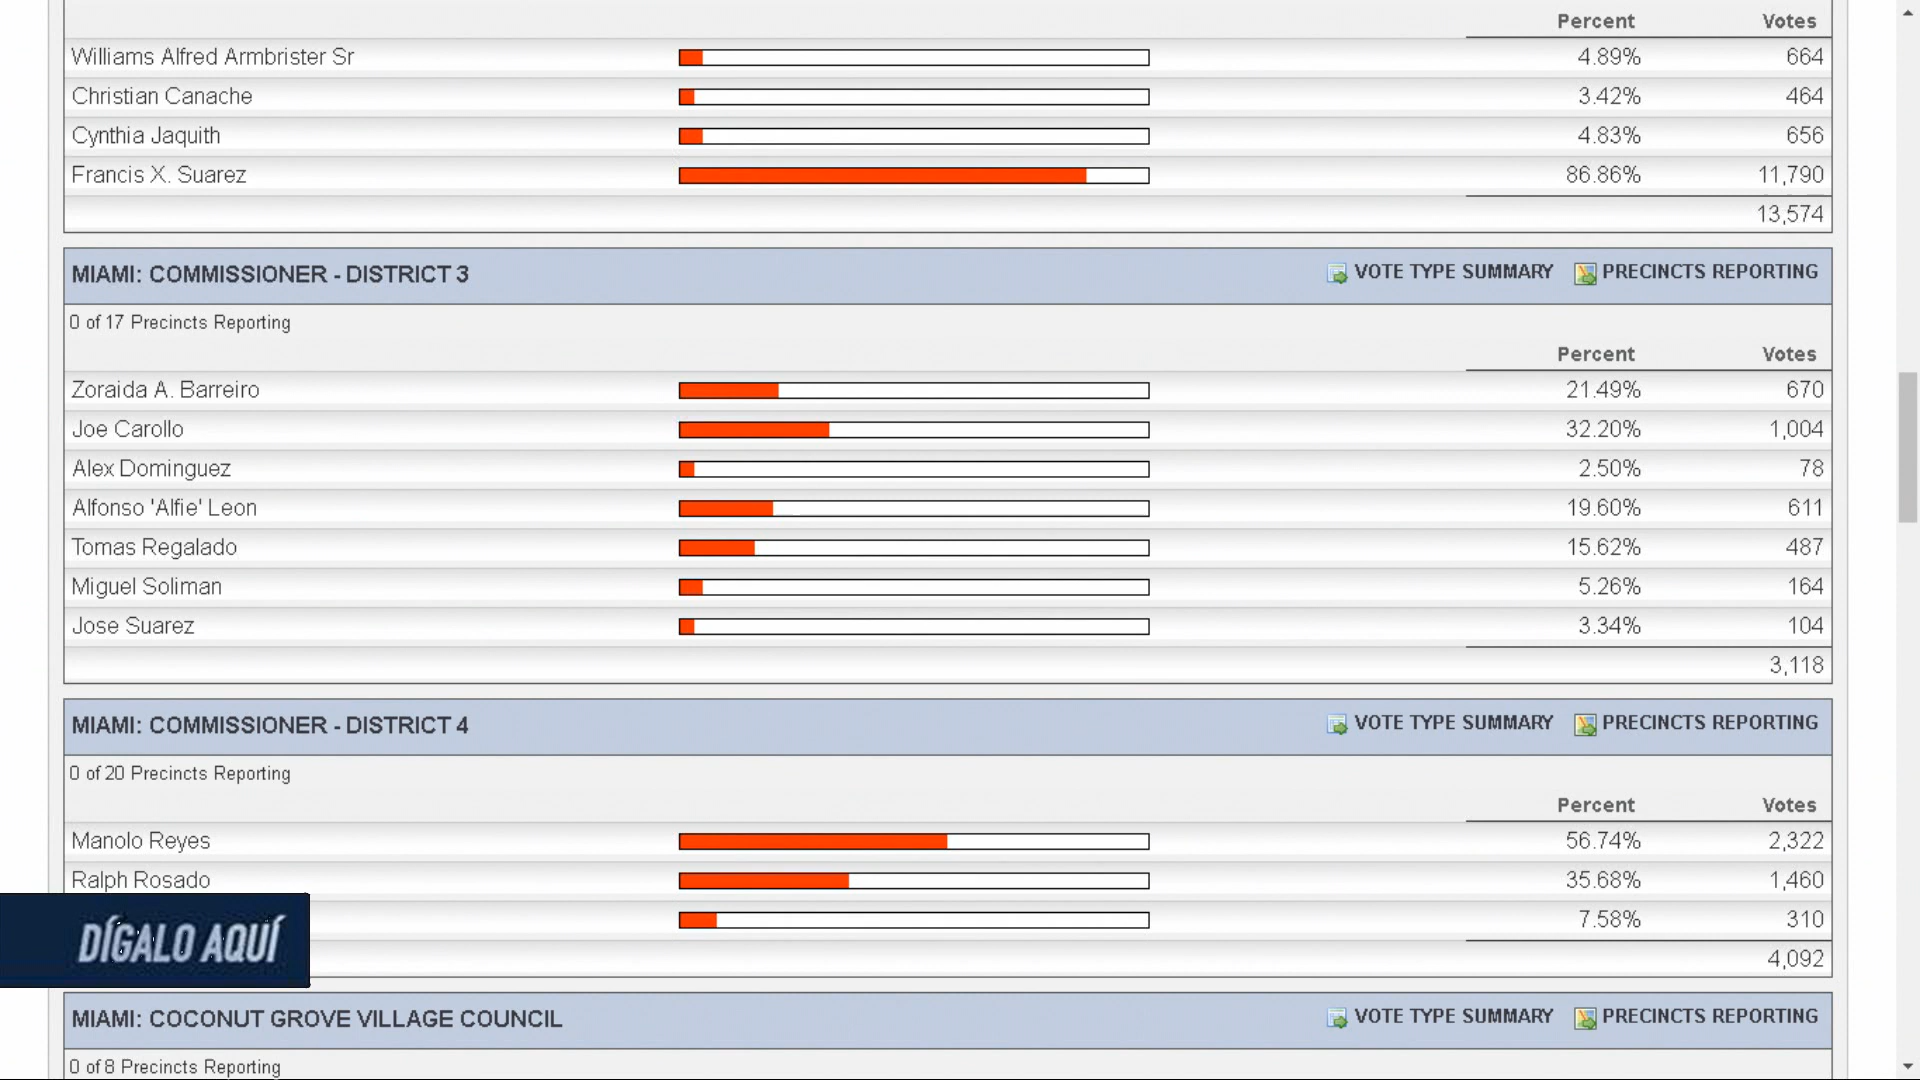 Percent Votes
Williams Alfred Armbrister Sr 4.89% 664
Christian Canache 3.42% 464
Cynthia Jaquith 4.83% 656
Francis X. Suarez 86.86% 11,790
13,574
MIAMI: COMMISSIONER - DISTRICT 3 VOTE TYPE SUMMARY PRECINCTS REPORTING
0 of 17 Precincts Reporting
Percent Votes
Zoraida A. Barreiro 21.49% 670
Joe Carollo 32.20% 1,004
Alex Dominguez 2.50% 78
Alfonso 'Alfie' Leon 19.60% 611
Tomas Regalado 15.62% 487
Miguel Soliman 5.26% 164
Jose Suarez 3.34% 104
3,118
MIAMI: COMMISSIONER - DISTRICT 4 VOTE TYPE SUMMARY PRECINCTS REPORTING
0 of 20 Precincts Reporting
Percent Votes
Manolo Reyes 56.74% 2,322
Ralph Rosado 35.68% 1,460
7.58% 310
DÍGALO AQUÍ
4,092
MIAMI: COCONUT GROVE VILLAGE COUNCIL VOTE TYPE SUMMARY PRECINCTS REPORTING
0 of 8 Precincts Reporting